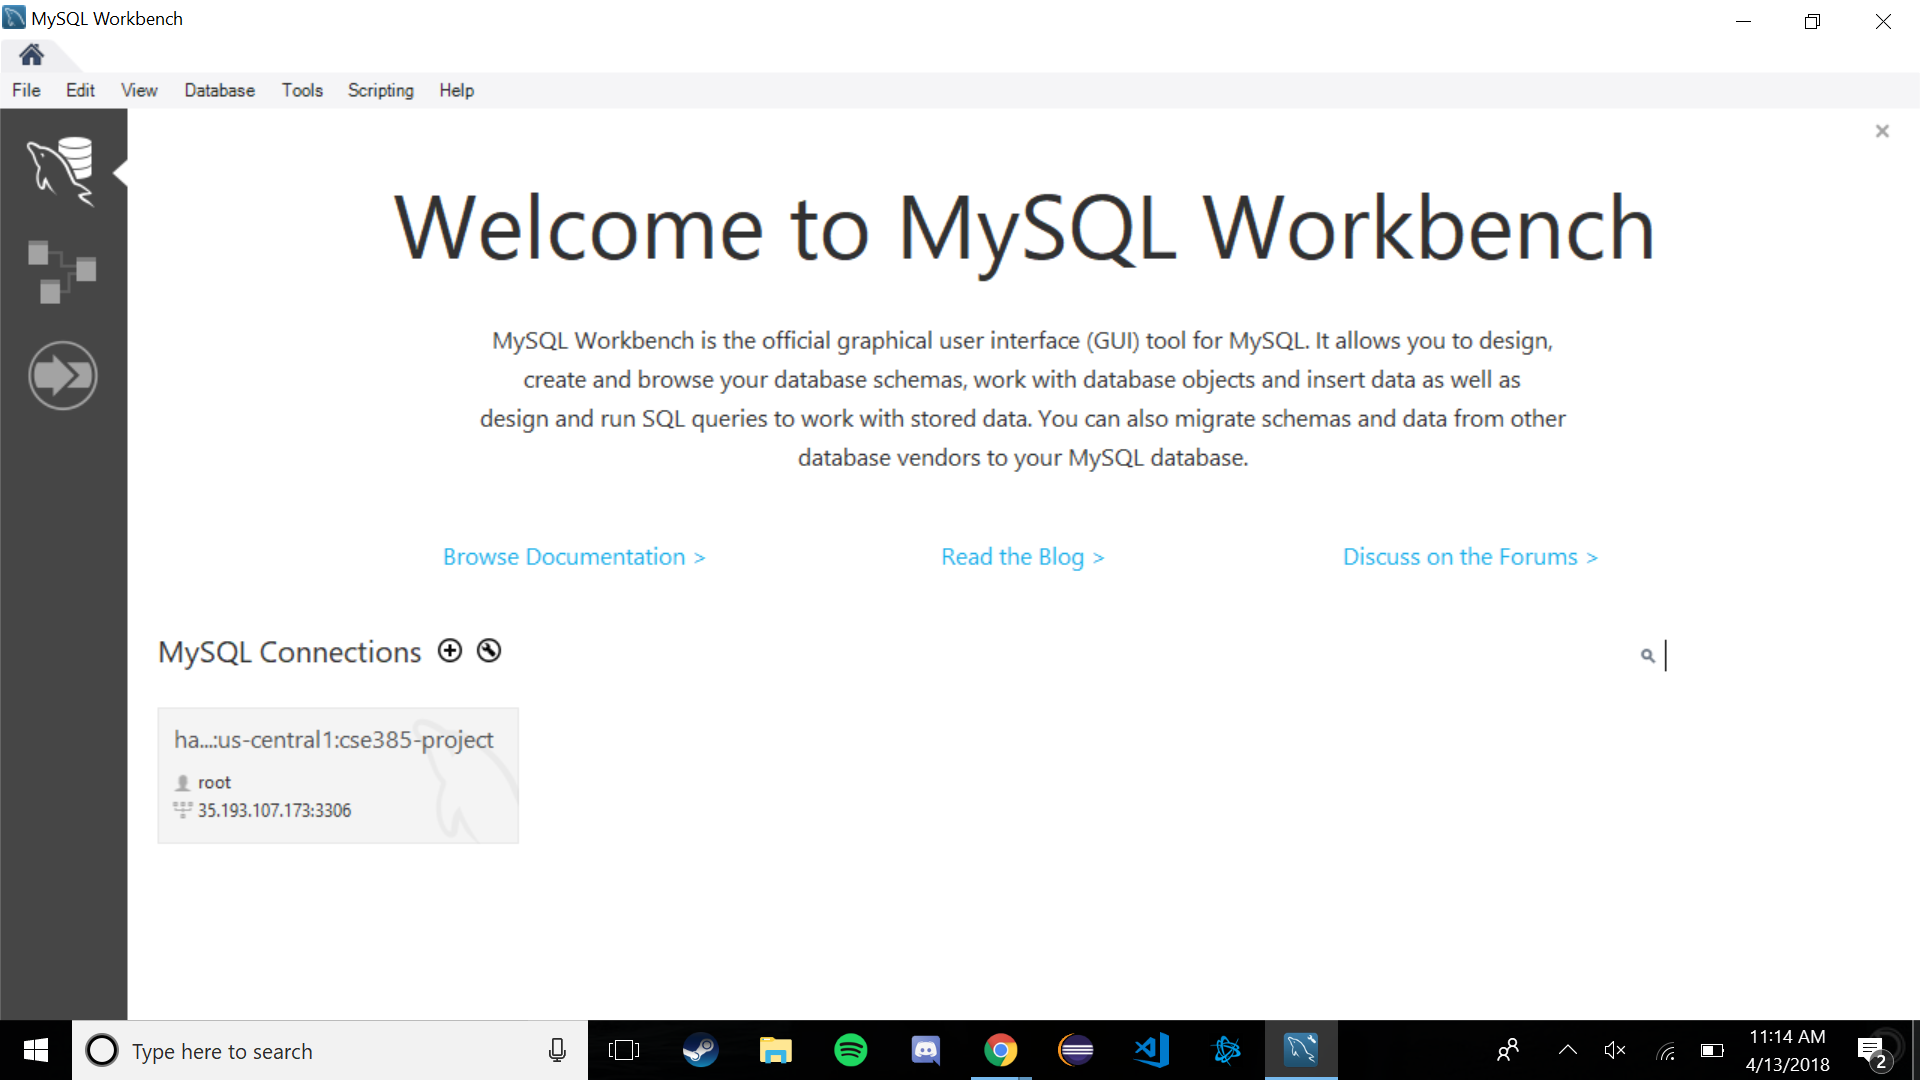 MySQL Workbench
File Edit View Database Tools Scripting Help
Welcome to MySQL Workbench
MySQL Workbench is the official graphical user interface (GUI) tool for MySQL. It allows you to design,
create and browse your database schemas, work with database objects and insert data as well as
design and run SQL queries to work with stored data. You can also migrate schemas and data from other
database vendors to your MySQL database.
Browse Documentation > Read the Blog > Discuss on the Forums >
MySQL Connections
ha...:us-central1:cse385-project
root
35.193.107.173:3306
Type here to search
11:14 AM
4/13/2018
2